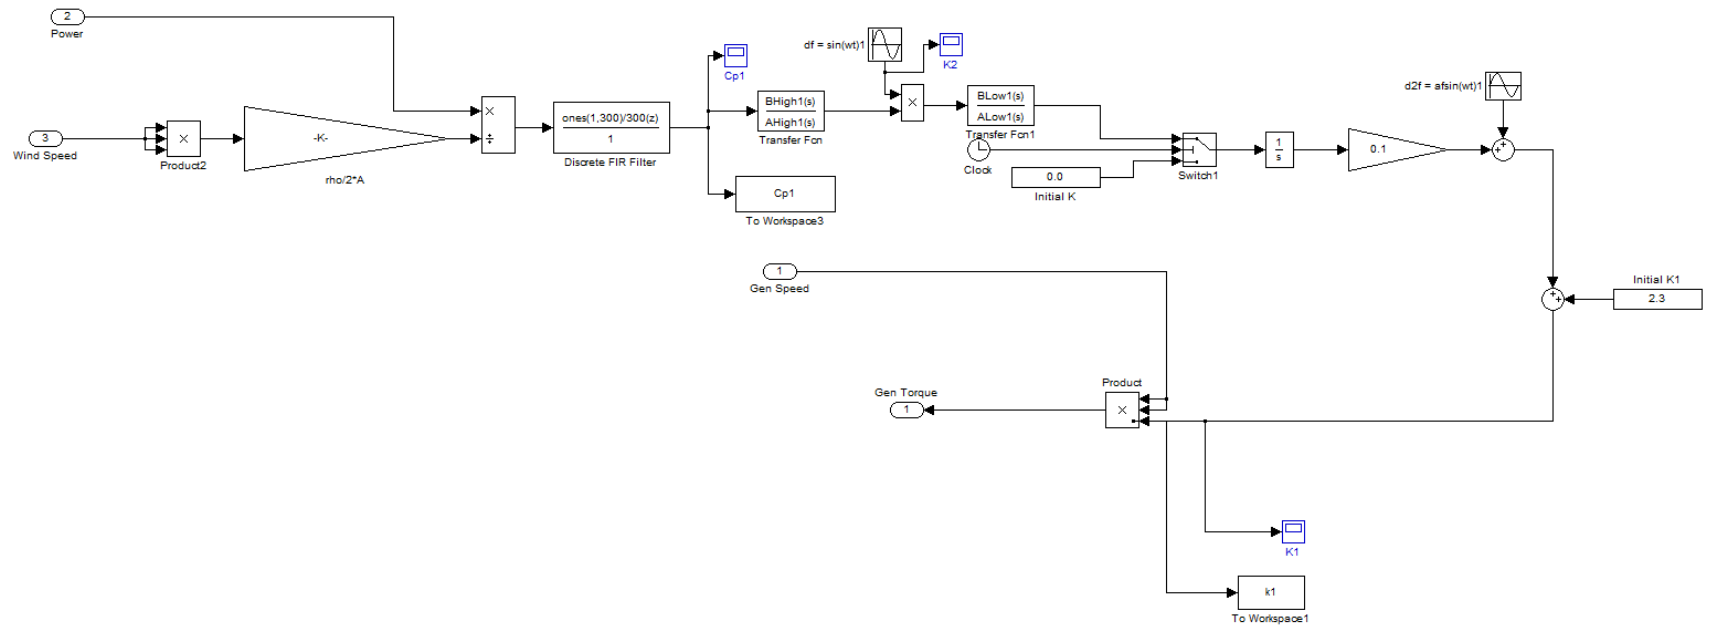 2
Power
3
Wind Speed
×
Product2
-K-
rho/2*A
×
÷
ones(1,300)/300(z)
1
Discrete FIR Filter
Cp1
Cp1
To Workspace3
BHigh1(s)
AHigh1(s)
Transfer Fcn
df = sin(wt)1
K2
×
BLow1(s)
ALow1(s)
Transfer Fcn1
Clock
0.0
Initial K
Switch1
1
s
0.1
d2f = afsin(wt)1
+
+
Initial K1
2.3
+
+
1
Gen Speed
Product
×
Gen Torque
1
K1
k1
To Workspace1